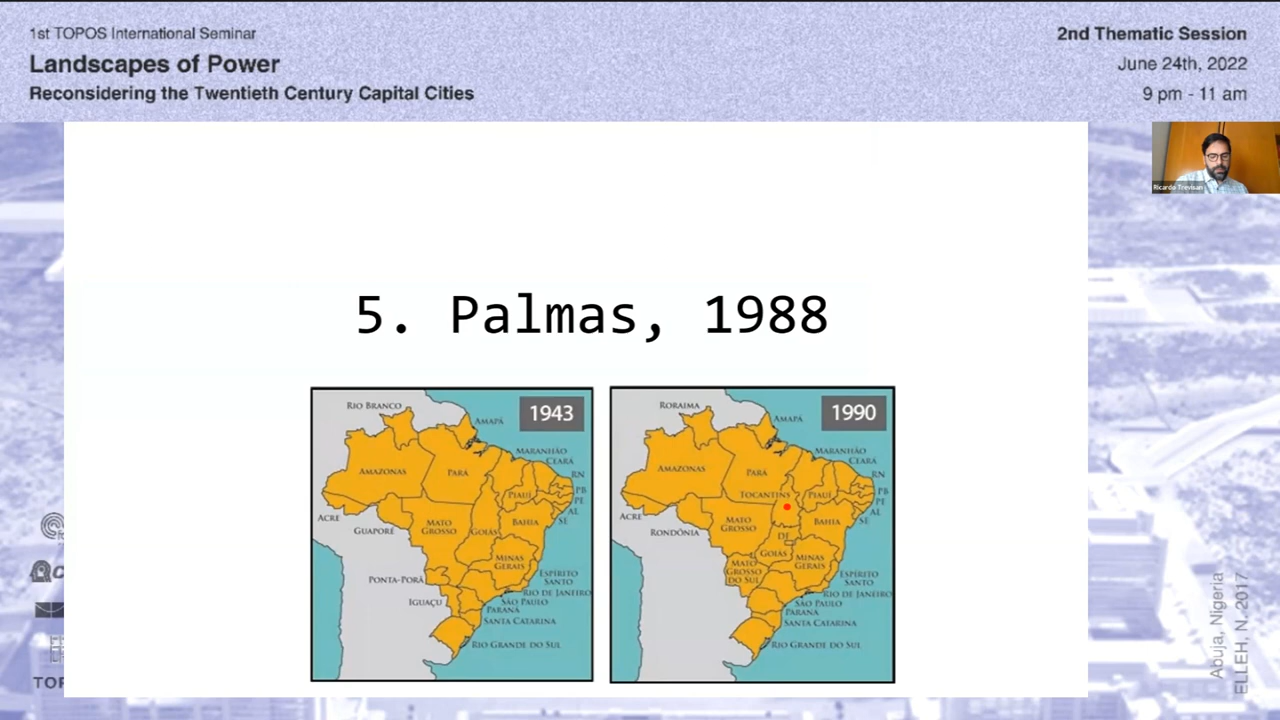 1st TOPOS International Seminar
Landscapes of Power
Reconsidering the Twentieth Century Capital Cities
2nd Thematic Session
June 24th, 2022
9 pm - 11 am
Ricardo Trevisan
5. Palmas, 1988
1943
RIO BRANCO
AMAPÁ
MARANHÃO
CEARÁ
RN
AMAZONAS
PARÁ
PIAUÍ
PB
PE
AL
SE
ACRE
GUAPORÉ
MATO
GROSSO
GOIÁS
BAHIA
MINAS
GERAIS
PONTA-PORÃ
ESPÍRITO
SANTO
RIO DE JANEIRO
IGUAÇU
SÃO PAULO
PARANÁ
SANTA CATARINA
RIO GRANDE DO SUL
1990
RORAIMA
AMAPÁ
MARANHÃO
CEARÁ
RN
AMAZONAS
PARÁ
TOCANTINS
PIAUÍ
PB
PE
AL
SE
ACRE
RONDÔNIA
MATO
GROSSO
BAHIA
DF
GOIÁS
MINAS
GERAIS
MATO
GROSSO
DO SUL
ESPÍRITO
SANTO
RIO DE JANEIRO
SÃO PAULO
PARANÁ
SANTA CATARINA
RIO GRANDE DO SUL
Abuja, Nigeria
ELLEH, N. 2017